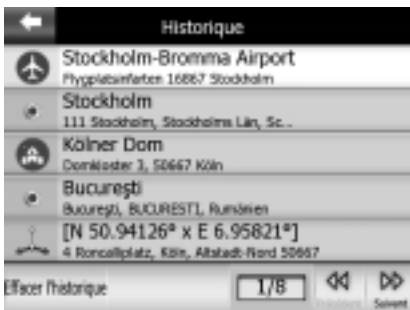 Historique
Stockholm-Bromma Airport
Flygplatsinfarten 16867 Stockholm
Stockholm
111 Stockholm, Stockholms Län, Sc...
Kölner Dom
Domkloster 3, 50667 Köln
București
București, BUCUREȘTI, Rumänien
[N 50.94126° x E 6.95821°]
4 Roncalliplatz, Köln, Altstadt-Nord 50667
Effacer l'historique
1/8
Précédent
Suivant